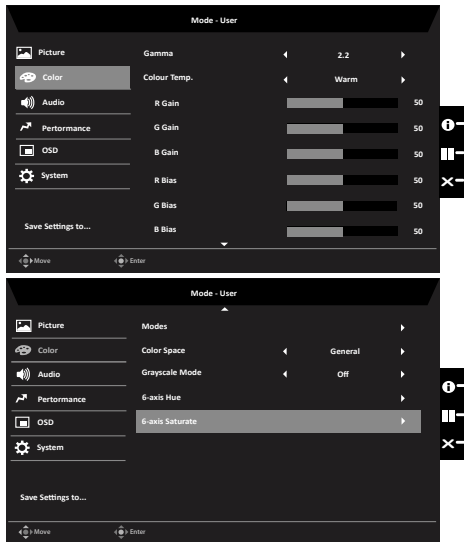 Mode - User
Picture
Gamma 2.2
Color
Colour Temp. Warm
Audio
R Gain 50
Pertormance
G Gain 50
OSD
B Gain 50
System
R Bias 50
G Bias 50
Save Settings to...
B Bias 50
Move Enter
Mode - User
Picture
Modes
Color
Color Space General
Audio
Grayscale Mode Off
Pertormance
6-axis Hue
OSD
6-axis Saturate
System
Save Settings to...
Move Enter